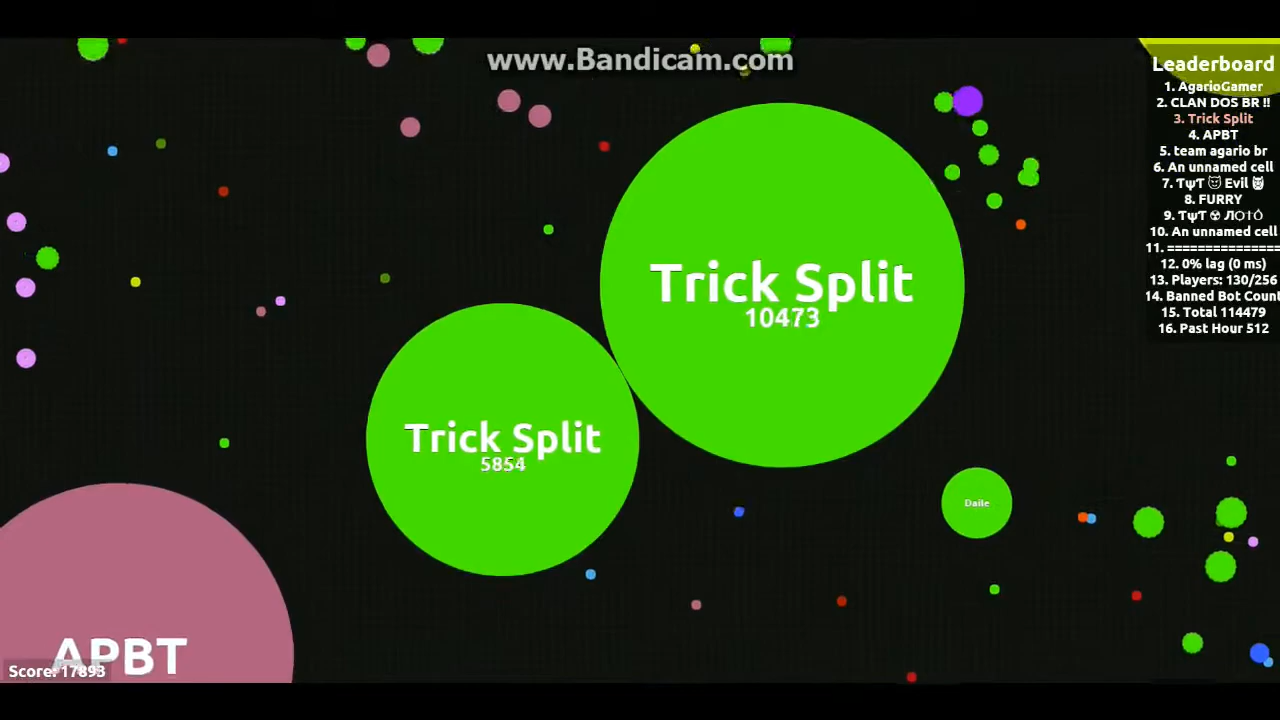 www.Bandicam.com
Leaderboard
1. AgarioGamer
2. CLAN DOS BR !!
3. Trick Split
4. APBT
5. team agario br
6. An unnamed cell
7. TψT 😈 Evil 👹
8. FURRY
9. TψT ☢
10. An unnamed cell
11. ===============
12. 0% lag (0 ms)
13. Players: 130/256
14. Banned Bot Count
15. Total 114479
16. Past Hour 512
Trick Split
10473
Trick Split
5854
Daile
APBT
Score: 17893